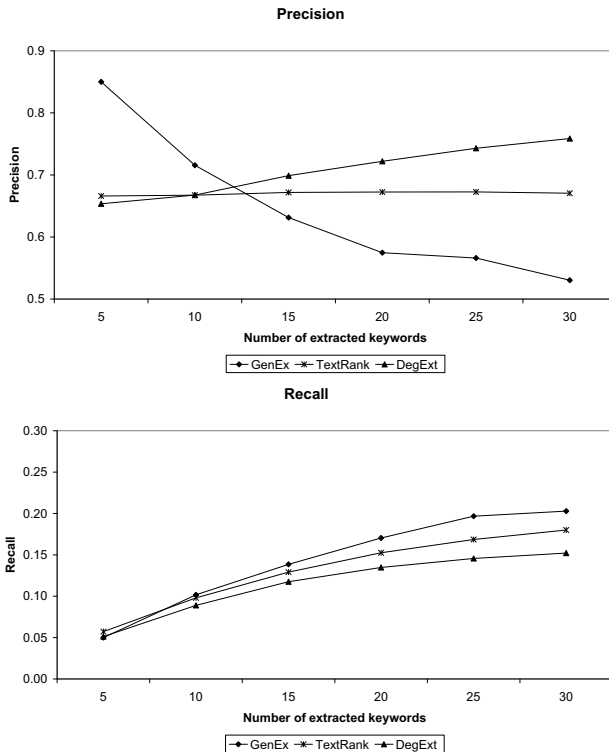 Precision
0.9
0.8
0.7
0.6
0.5
Precision
5 10 15 20 25 30
Number of extracted keywords
GenEx TextRank DegExt
Recall
0.30
0.25
0.20
0.15
0.10
0.05
0.00
Recall
5 10 15 20 25 30
Number of extracted keywords
GenEx TextRank DegExt